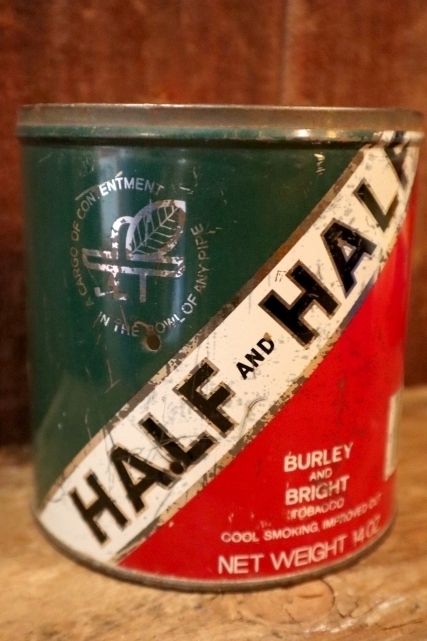 A CARGO OF CONTENTMENT
IN THE BOWL OF ANY PIPE
HALF AND HALF
BURLEY
AND
BRIGHT
TOBACCO
COOL SMOKING, IMPROVED CUT
NET WEIGHT 14 OZ.